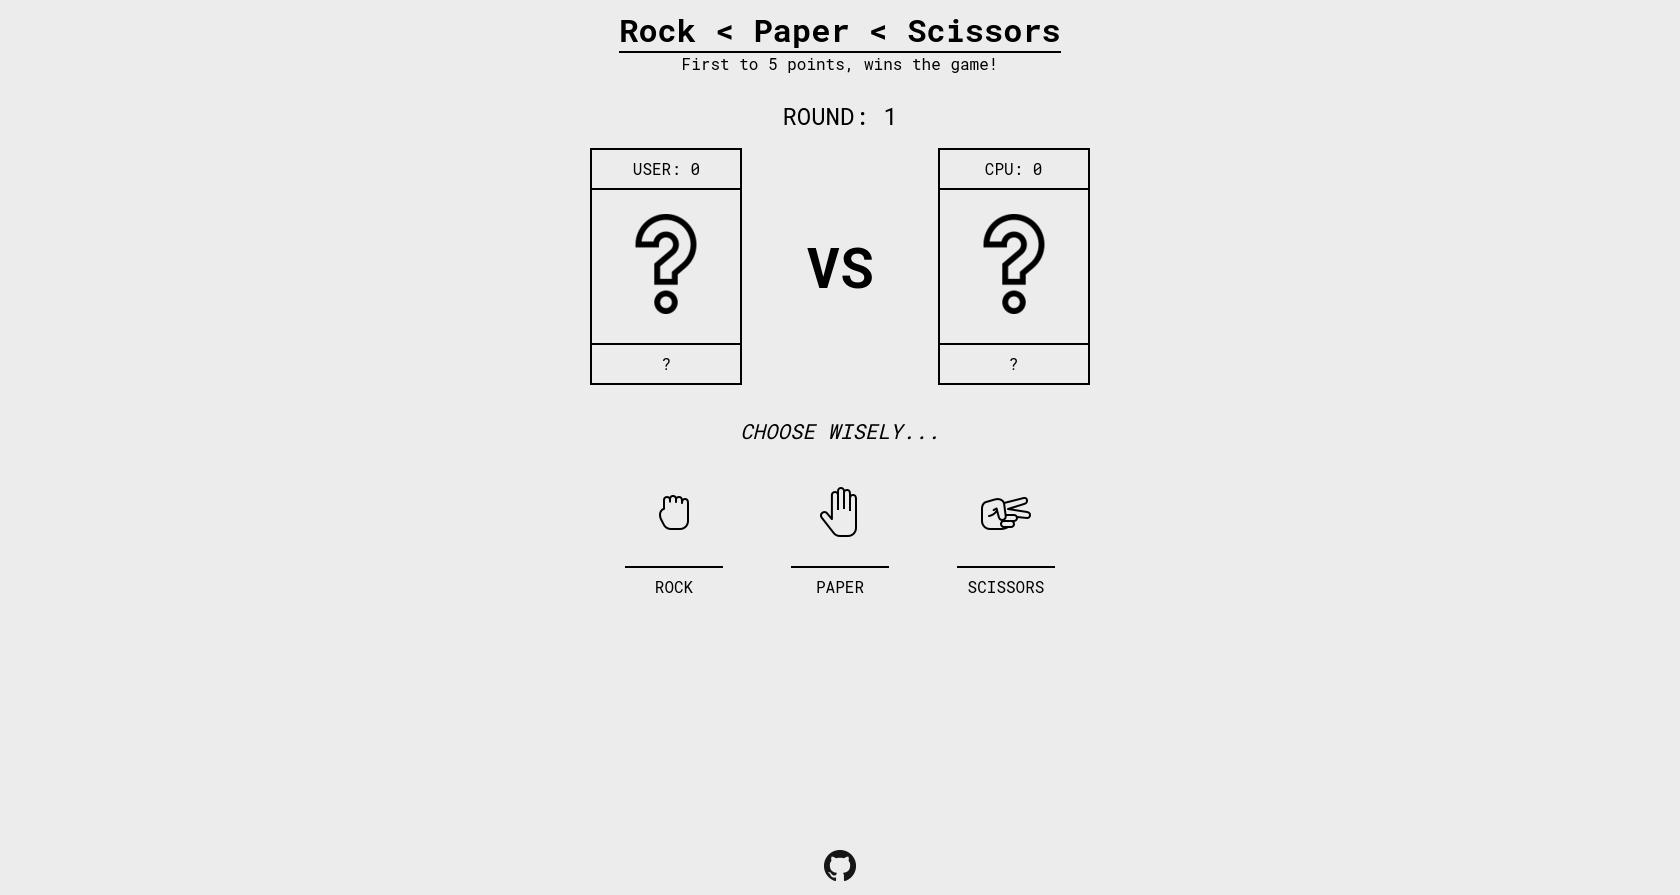 Rock < Paper < Scissors
First to 5 points, wins the game!
ROUND: 1
USER: 0
CPU: 0
VS
?
?
CHOOSE WISELY...
ROCK
PAPER
SCISSORS